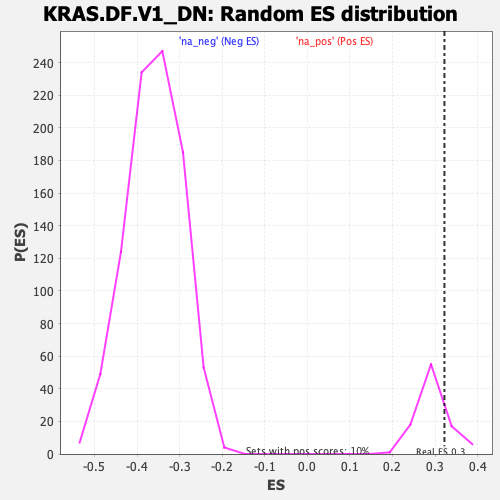 KRAS.DF.V1_DN: Random ES distribution
'na_neg' (Neg ES) 'na_pos' (Pos ES)
240
220
200
180
160
140
120
100
80
60
40
20
0
P(ES)
Sets with pos scores: 10%
Real ES 0.3
-0.5 -0.4 -0.3 -0.2 -0.1 0.0 0.1 0.2 0.3 0.4
ES